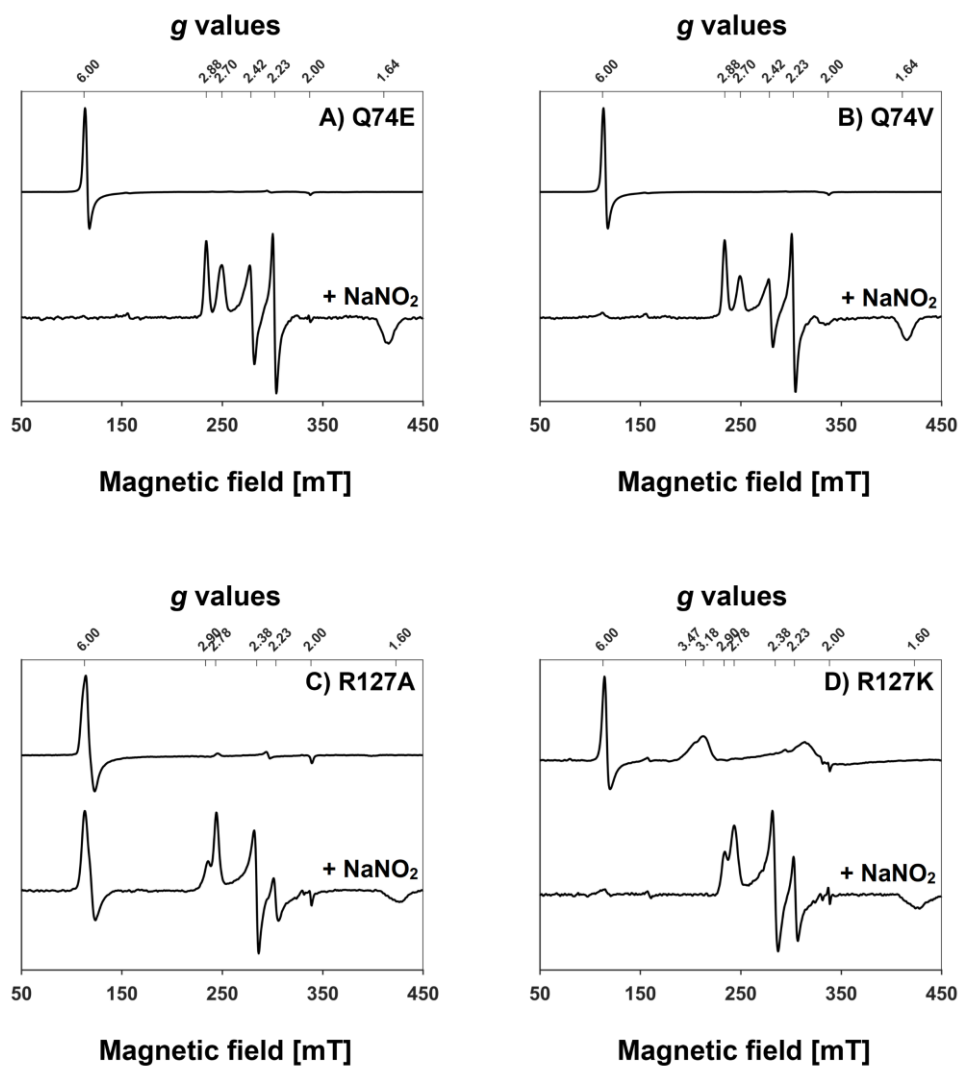 g values
6.00 2.88 2.70 2.42 2.23 2.00 1.64
A) Q74E
+ NaNO₂
50 150 250 350 450
Magnetic field [mT]
g values
6.00 2.88 2.70 2.42 2.23 2.00 1.64
B) Q74V
+ NaNO₂
50 150 250 350 450
Magnetic field [mT]
g values
6.00 2.90 2.78 2.38 2.23 2.00 1.60
C) R127A
+ NaNO₂
50 150 250 350 450
Magnetic field [mT]
g values
6.00 3.47 3.18 2.90 2.78 2.38 2.23 2.00 1.60
D) R127K
+ NaNO₂
50 150 250 350 450
Magnetic field [mT]